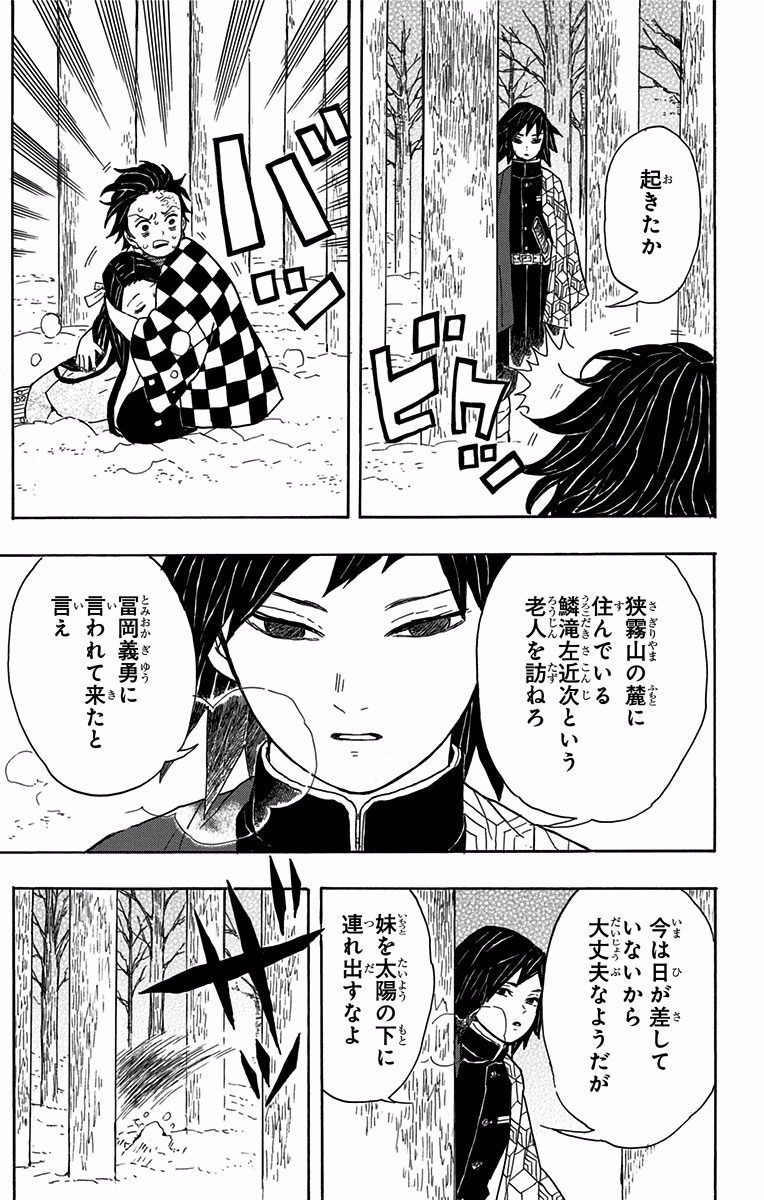 起きたか
ビクッ
バッ
狭霧山の麓に
住んでいる
鱗滝左近次という
老人を訪ねろ
冨岡義勇に
言われて来たと
言え
今は日が差して
いないから
大丈夫なようだが
妹を太陽の下に
連れ出すなよ
ザッ